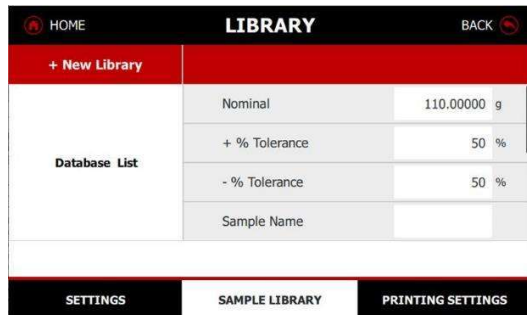 HOME LIBRARY BACK
+ New Library
Nominal 110.00000 g
+ % Tolerance 50 %
Database List
- % Tolerance 50 %
Sample Name
SETTINGS SAMPLE LIBRARY PRINTING SETTINGS